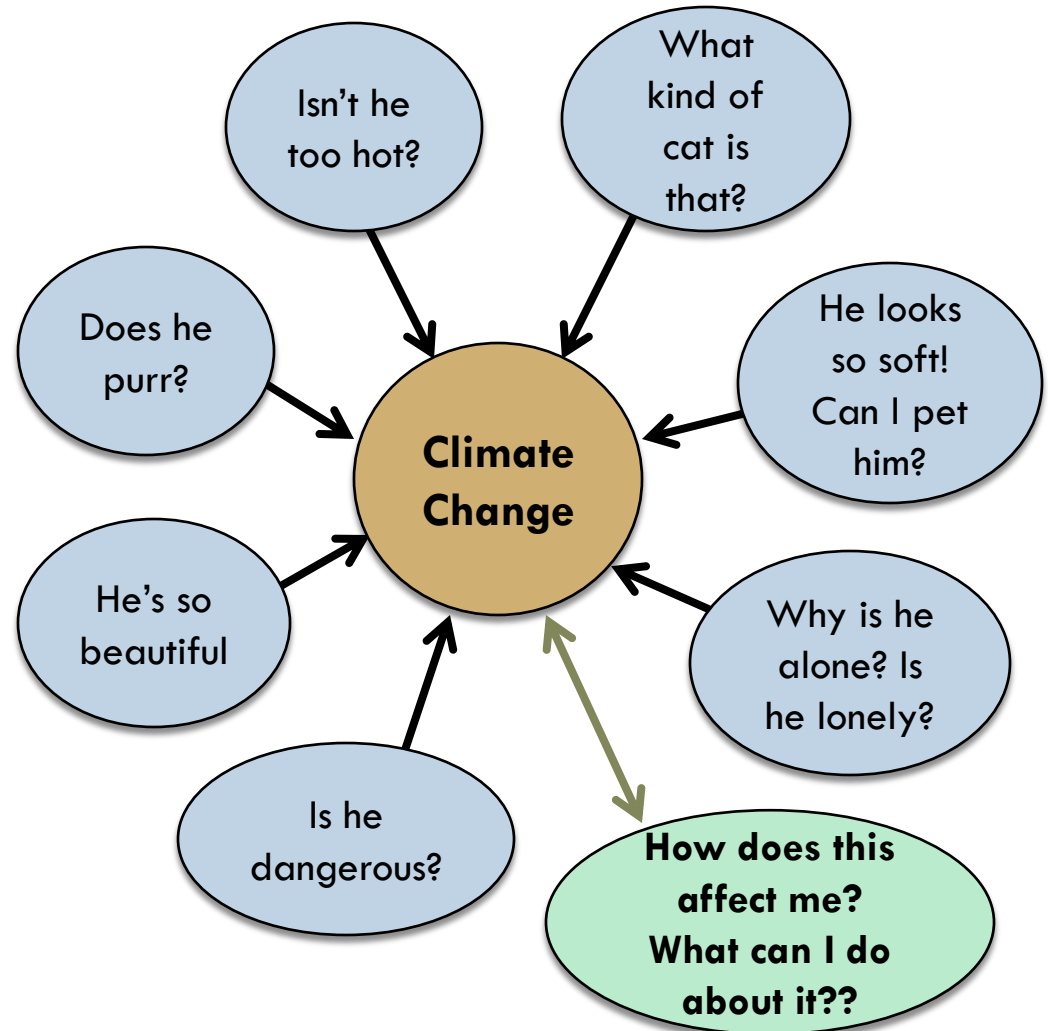 What
kind of
cat is
that?
Isn't he
too hot?
He looks
so soft!
Can I pet
him?
Does he
purr?
Climate
Change
He's so
beautiful
Why is he
alone? Is
he lonely?
Is he
dangerous?
How does this
affect me?
What can I do
about it??